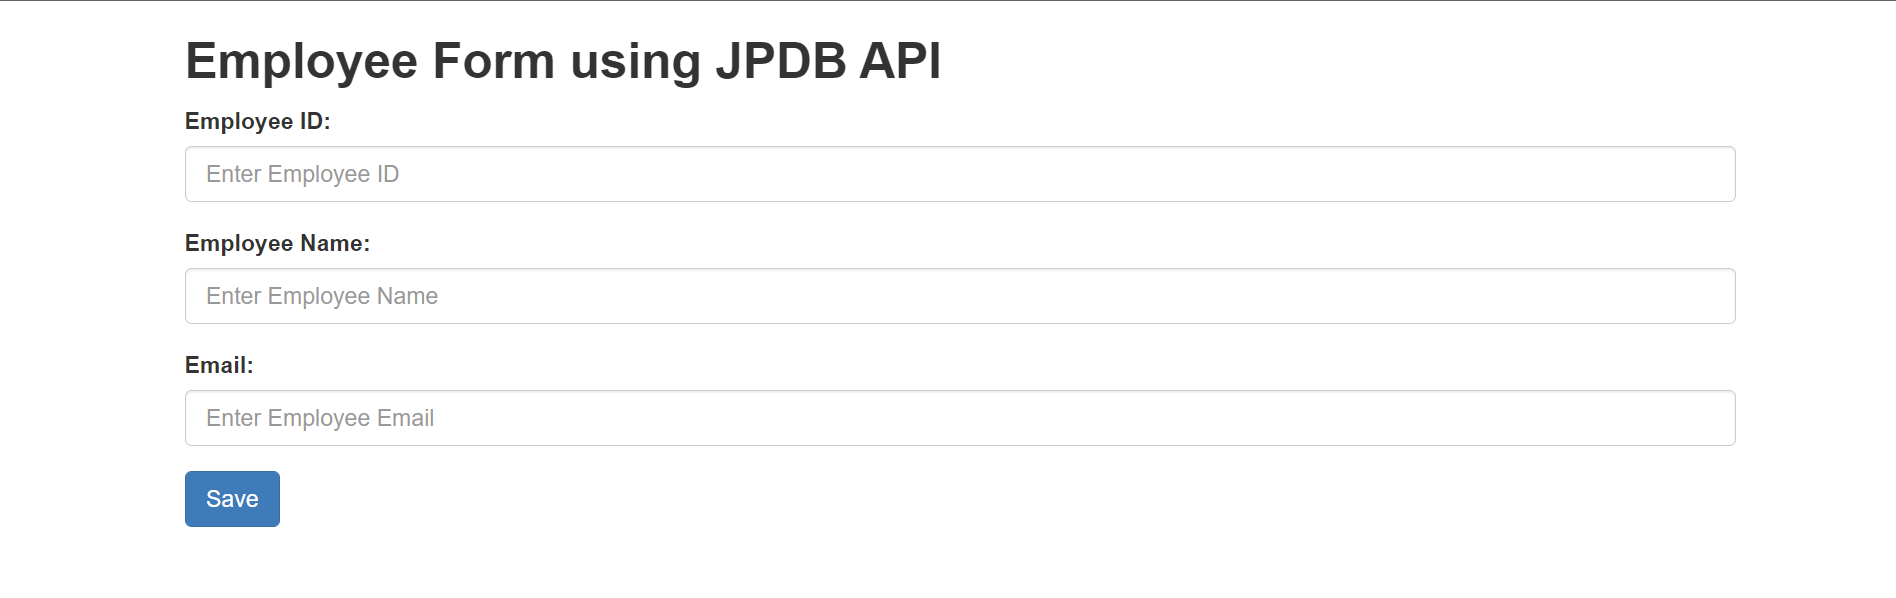 Employee Form using JPDB API
Employee ID:
Enter Employee ID
Employee Name:
Enter Employee Name
Email:
Enter Employee Email
Save